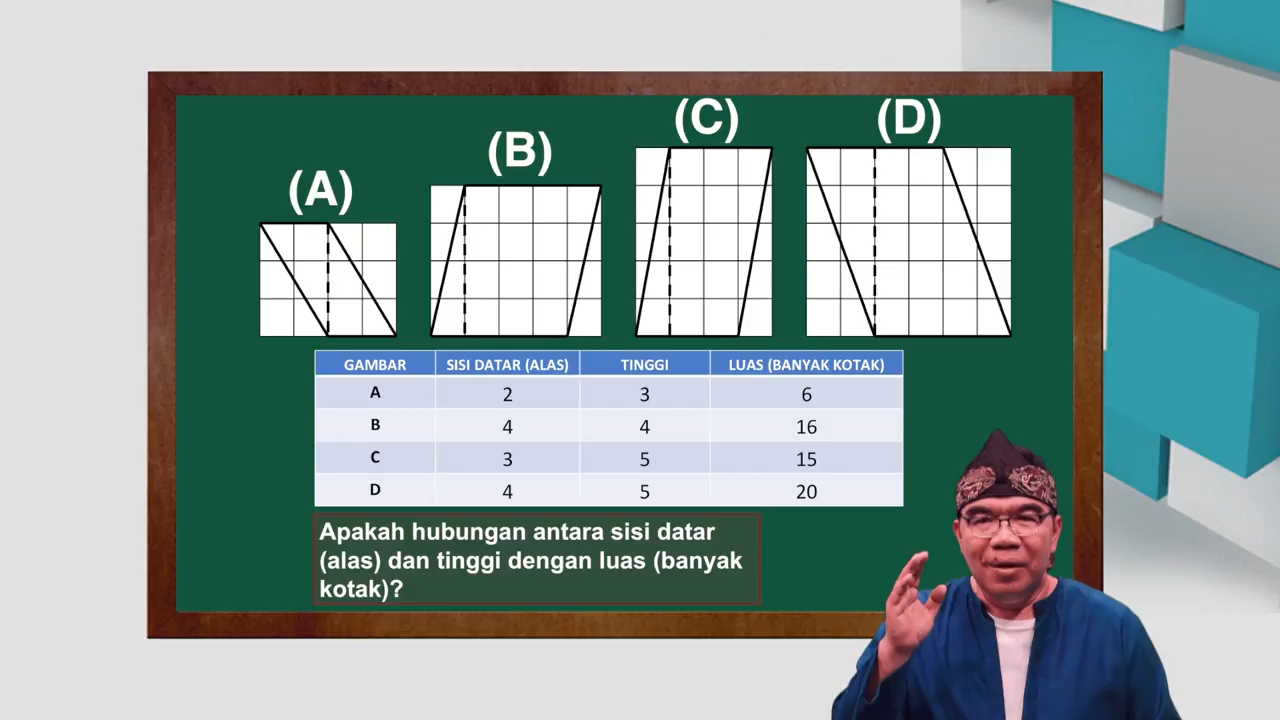 (A)
(B)
(C)
(D)
GAMBAR SISI DATAR (ALAS) TINGGI LUAS (BANYAK KOTAK)
A 2 3 6
B 4 4 16
C 3 5 15
D 4 5 20
Apakah hubungan antara sisi datar
(alas) dan tinggi dengan luas (banyak
kotak)?